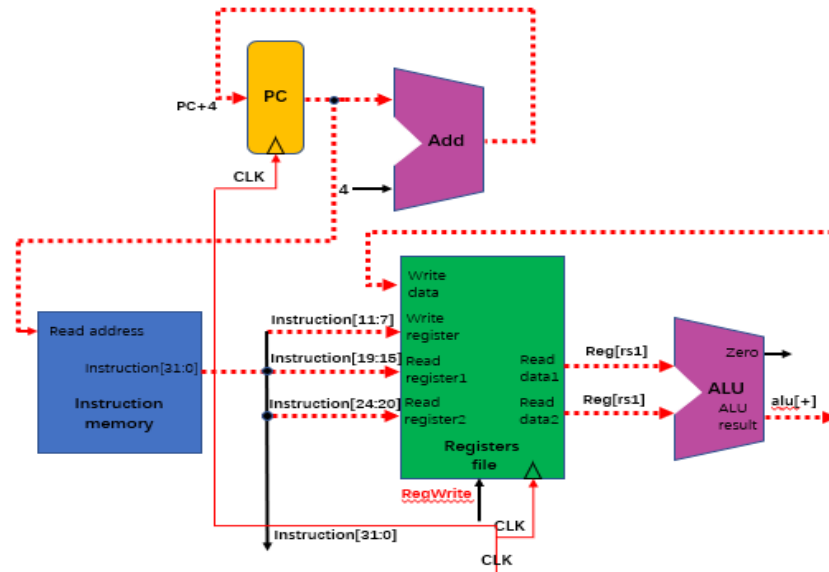 PC
PC+4
CLK
Add
4
Write
data
Instruction[11:7]
Write
register
Read address
Instruction[31:0]
Instruction
memory
Instruction[19:15]
Read
register1
Instruction[24:20]
Read
register2
Read
data1
Read
data2
Registers
file
Reg[rs1]
Reg[rs1]
Zero
ALU
ALU
result
alu[+]
RegWrite
CLK
Instruction[31:0]
CLK